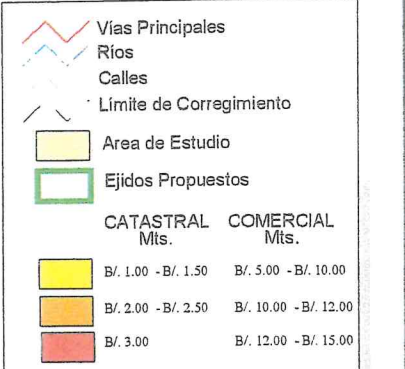 Vías Principales
Ríos
Calles
Límite de Corregimiento
Area de Estudio
Ejidos Propuestos
CATASTRAL COMERCIAL
Mts. Mts.
B/. 1.00 - B/. 1.50 B/. 5.00 - B/. 10.00
B/. 2.00 - B/. 2.50 B/. 10.00 - B/. 12.00
B/. 3.00 B/. 12.00 - B/. 15.00